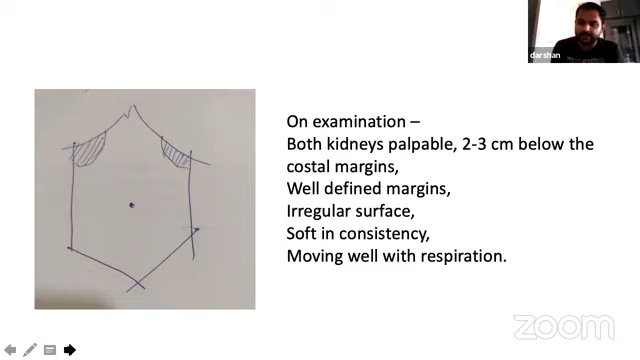 darshan
On examination –
Both kidneys palpable, 2-3 cm below the
costal margins,
Well defined margins,
Irregular surface,
Soft in consistency,
Moving well with respiration.
zoom